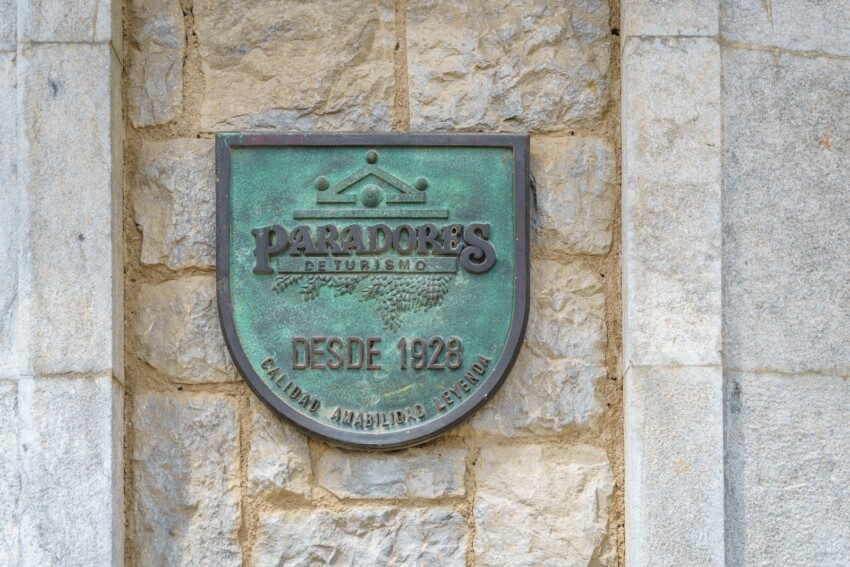 PARADORES
DE TURISMO
DESDE 1928
CALIDAD AMABILIDAD LEYENDA